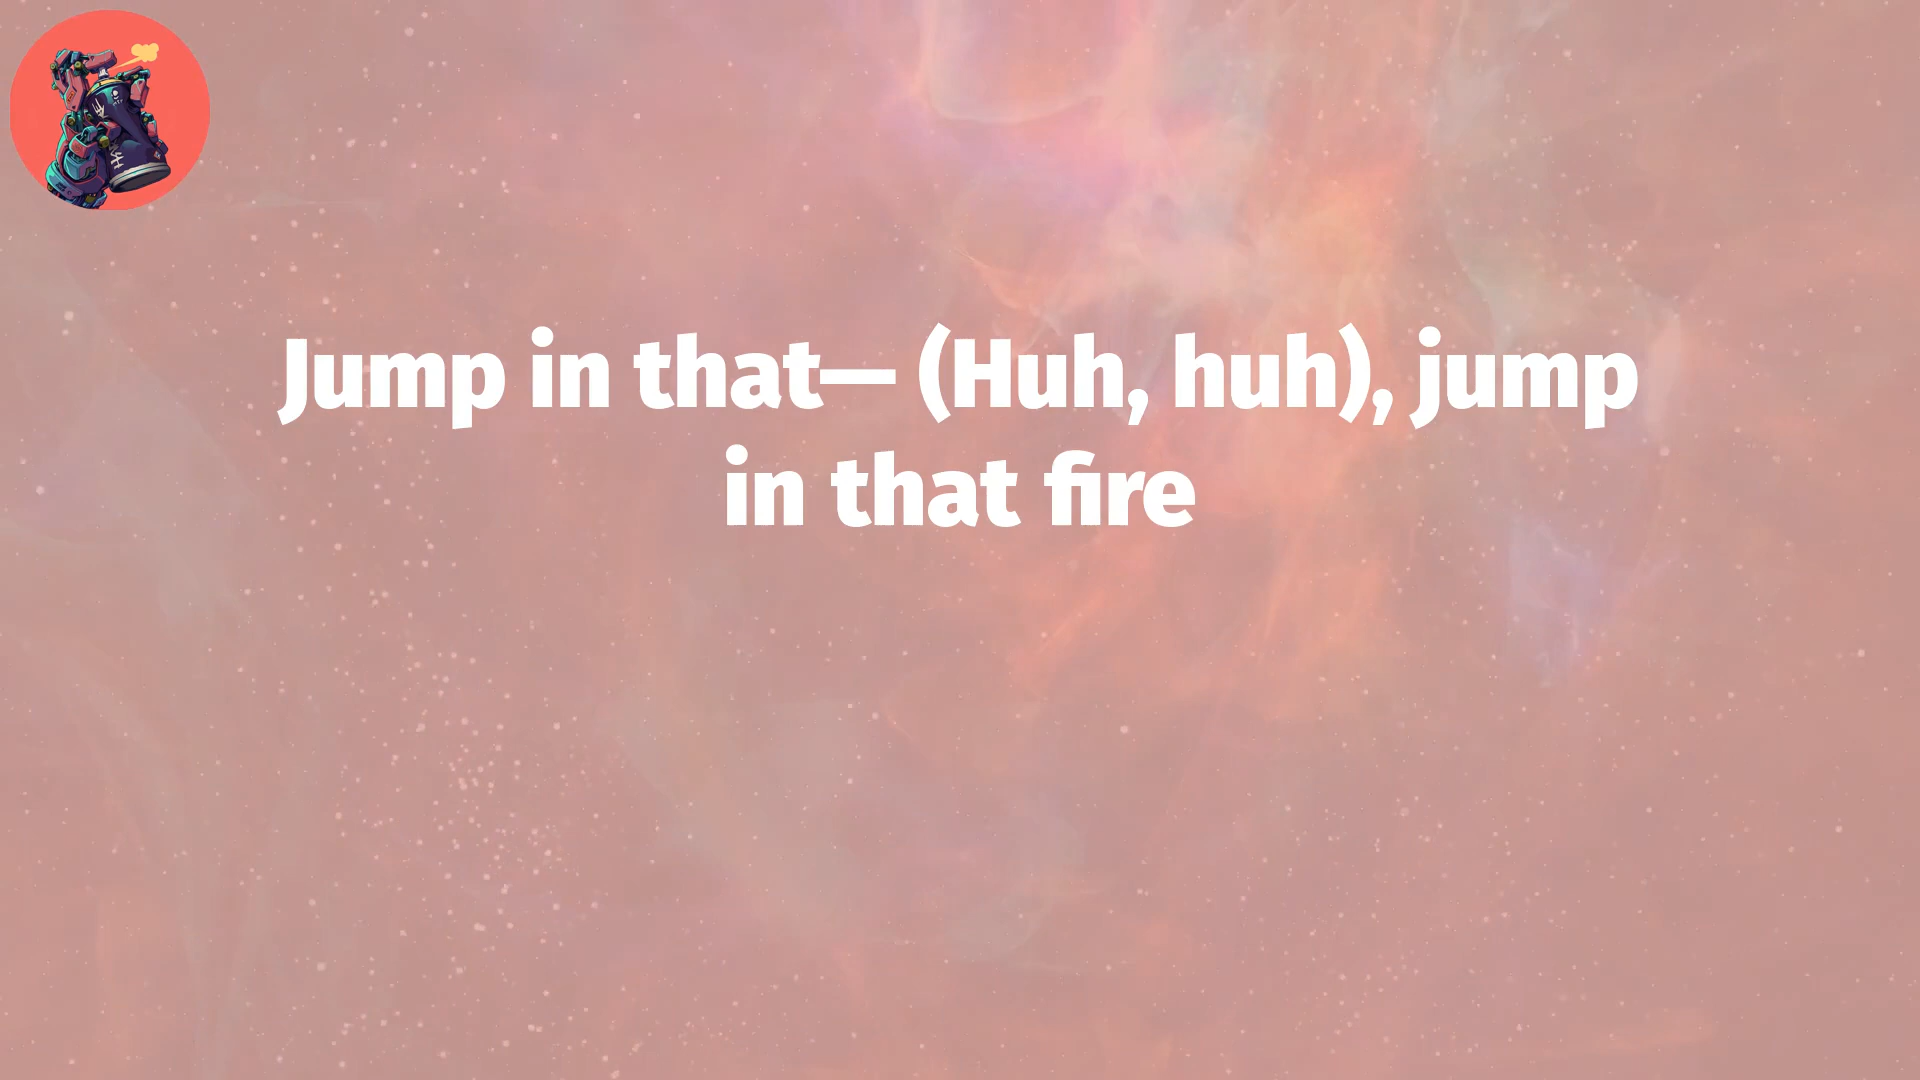 Jump in that— (Huh, huh), jump
in that fire